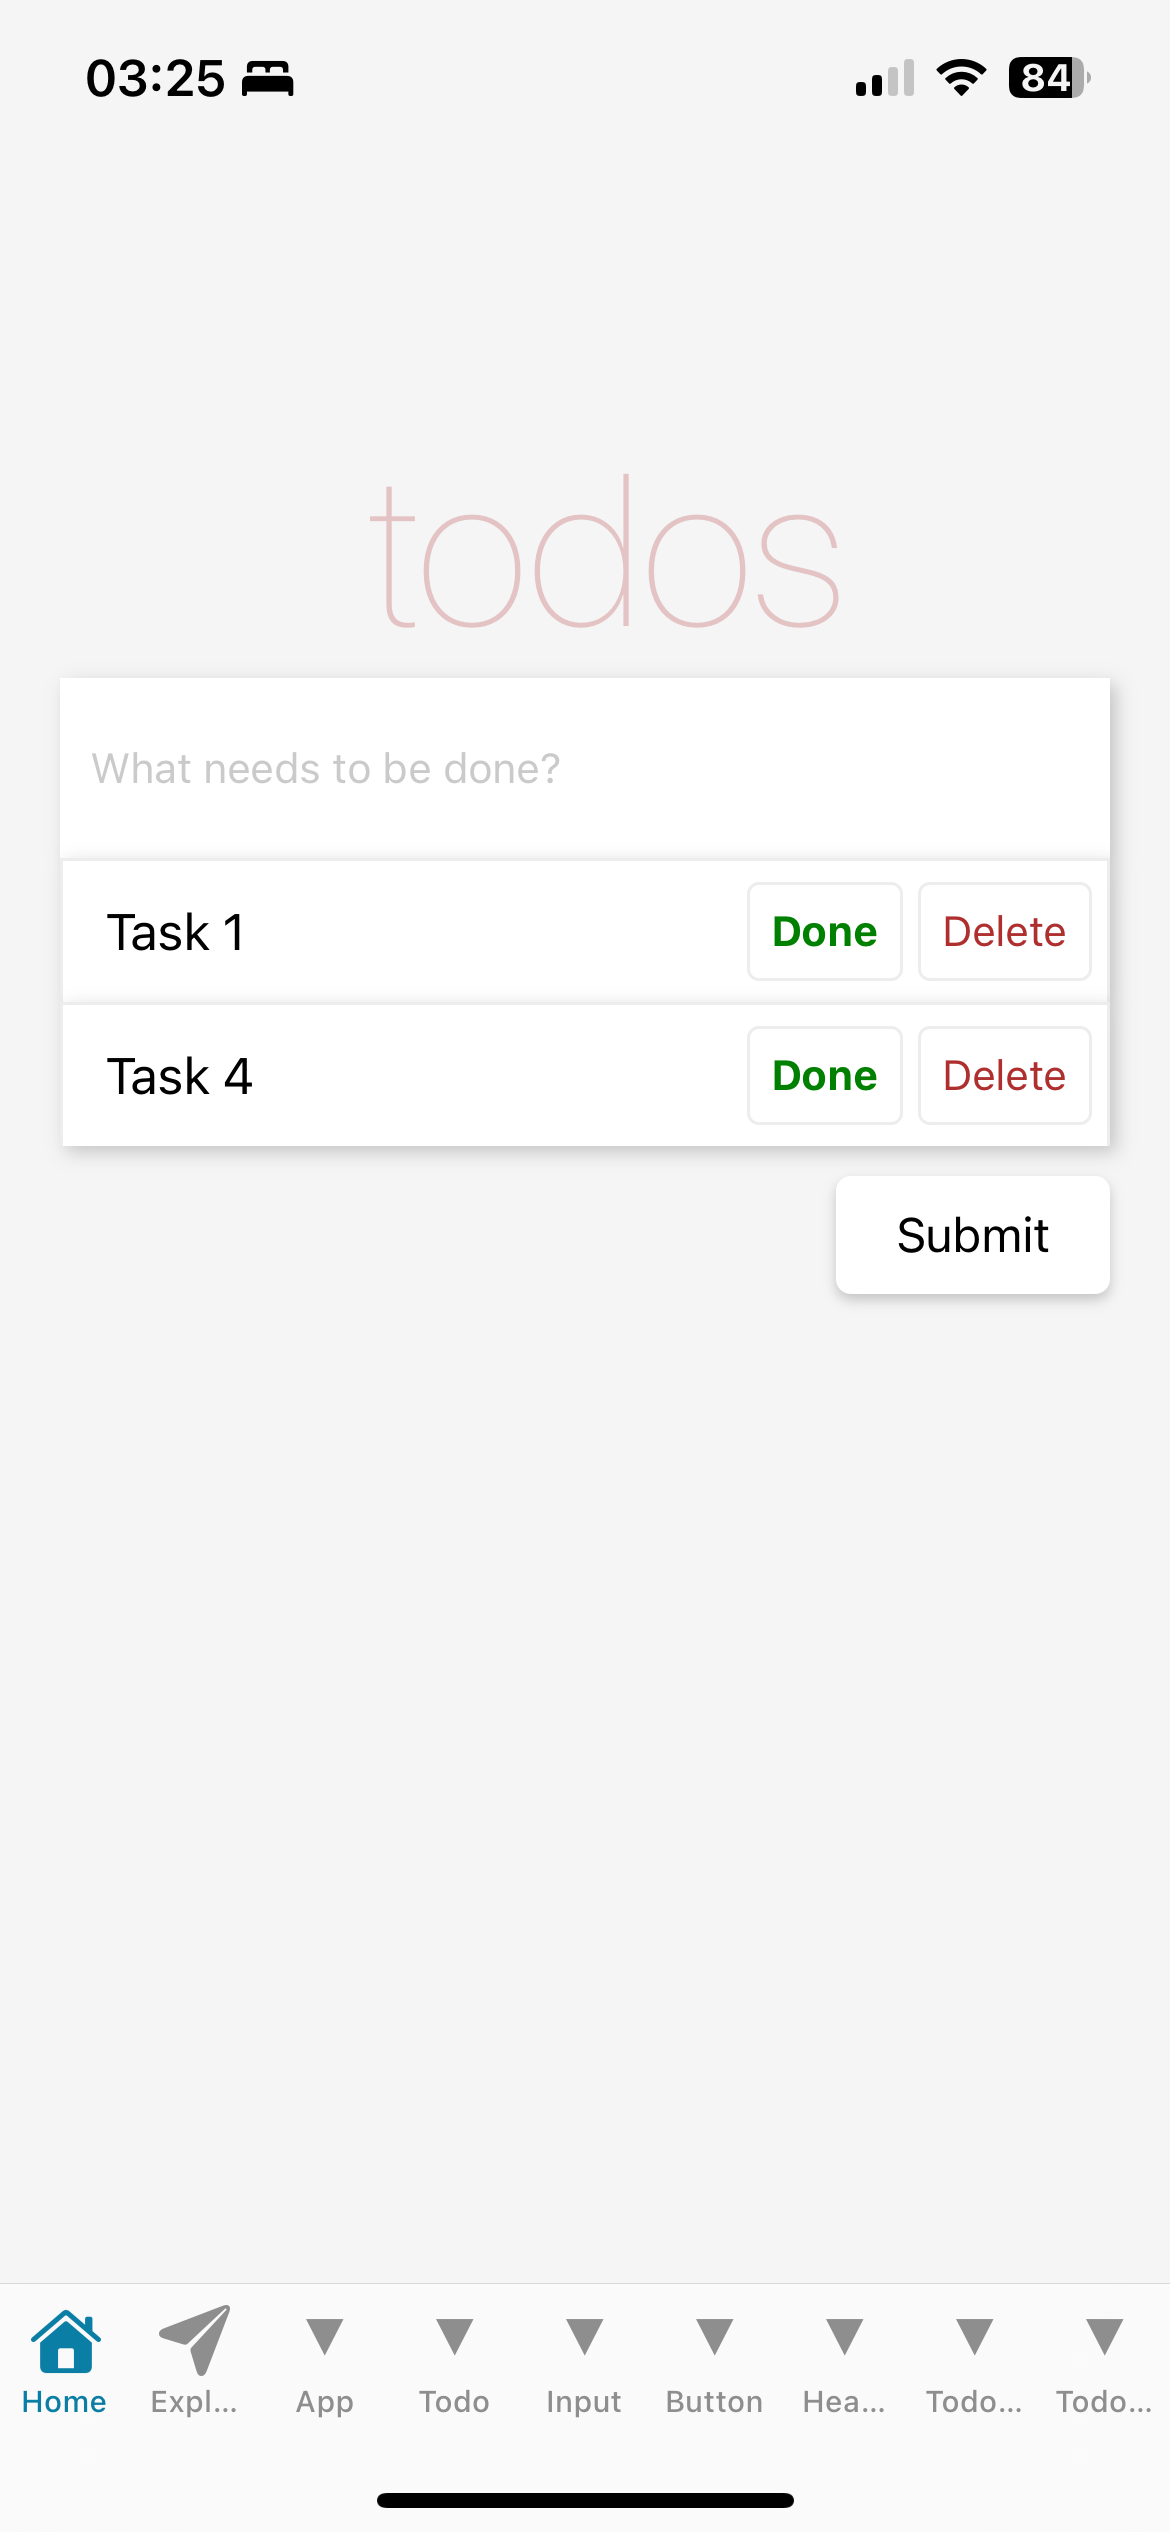 03:25 84
todos
What needs to be done?
Task 1 Done Delete
Task 4 Done Delete
Submit
Home Expl... App Todo Input Button Hea... Todo... Todo...